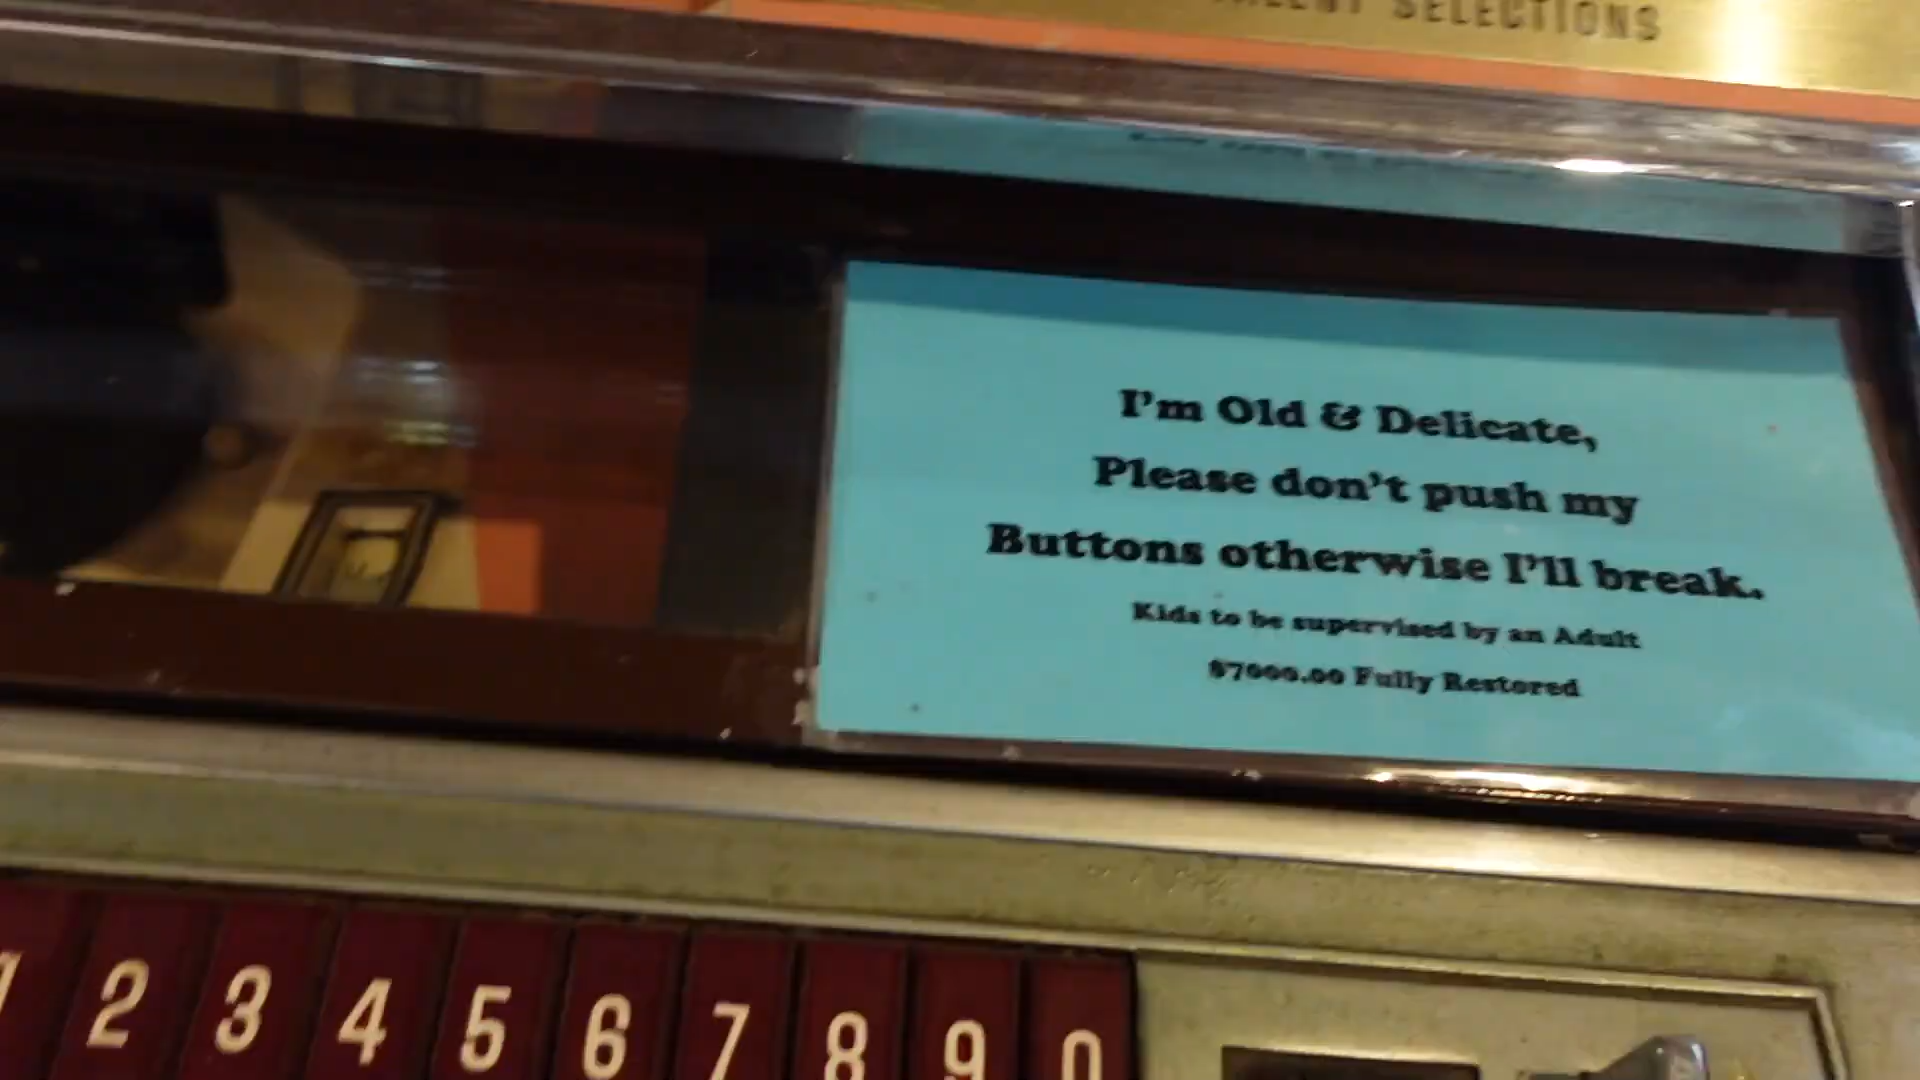 SELECTIONS
I'm Old & Delicate,
Please don't push my
Buttons otherwise I'll break.
Kids to be supervised by an Adult
$7000.00 Fully Restored
1 2 3 4 5 6 7 8 9 0